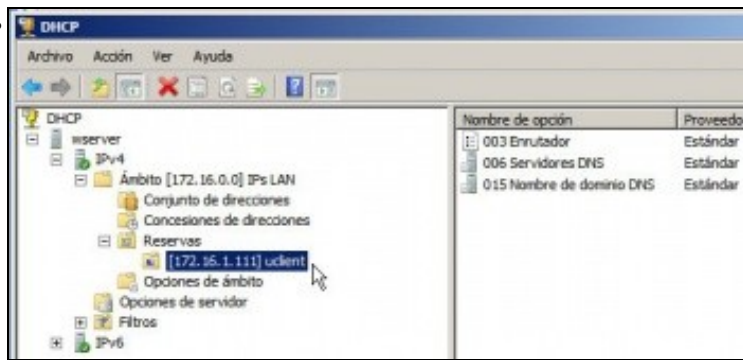 DHCP
Archivo Acción Ver Ayuda
DHCP
wserver
IPv4
Ámbito [172.16.0.0] IPs LAN
Conjunto de direcciones
Concesiones de direcciones
Reservas
[172.16.1.111] uclient
Opciones de ámbito
Opciones de servidor
Filtros
IPv6
Nombre de opción Proveedo
003 Enrutador Estándar
006 Servidores DNS Estándar
015 Nombre de dominio DNS Estándar